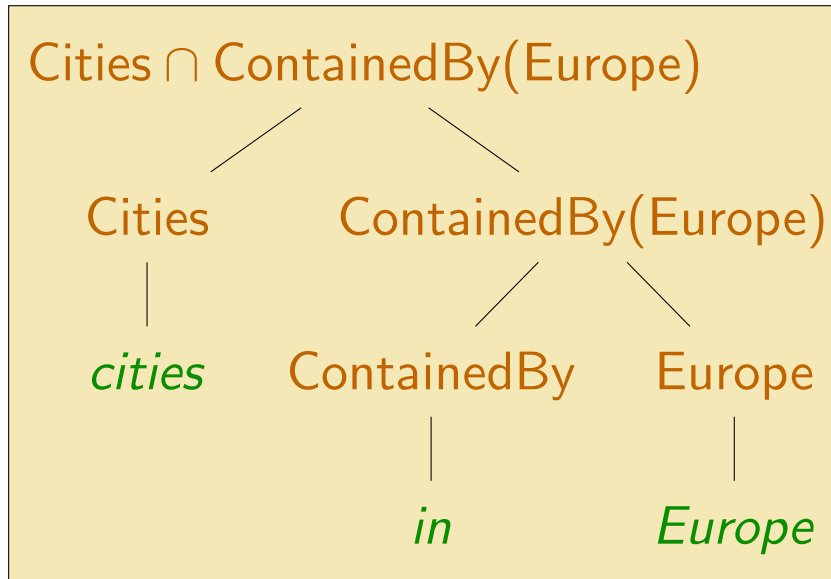 Cities ∩ ContainedBy(Europe)
Cities ContainedBy(Europe)
cities ContainedBy Europe
in Europe